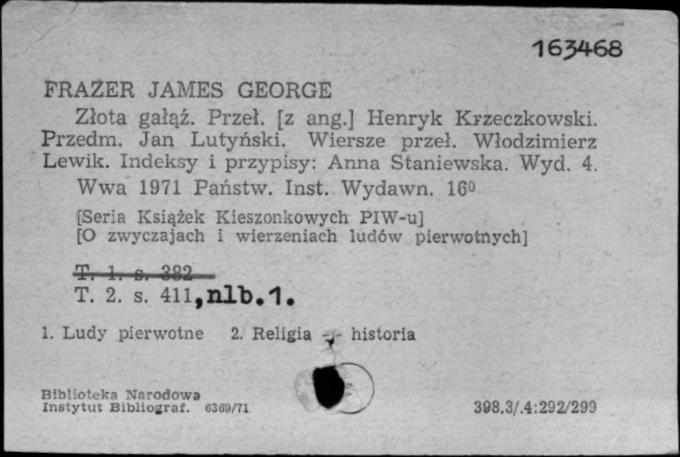 163468
FRAZER JAMES GEORGE
Złota gałąź. Przeł. [z ang.] Henryk Krzeczkowski.
Przedm. Jan Lutyński. Wiersze przeł. Włodzimierz
Lewik. Indeksy i przypisy: Anna Staniewska. Wyd. 4.
Wwa 1971 Państw. Inst. Wydawn. 16⁰
[Seria Książek Kieszonkowych PIW-u]
[O zwyczajach i wierzeniach ludów pierwotnych]
T. 1. s. 382
T. 2. s. 411, nlb. 1.
1. Ludy pierwotne 2. Religia - historia
Biblioteka Narodowa
Instytut Bibliograf. 6369/71
398.3/.4:292/299